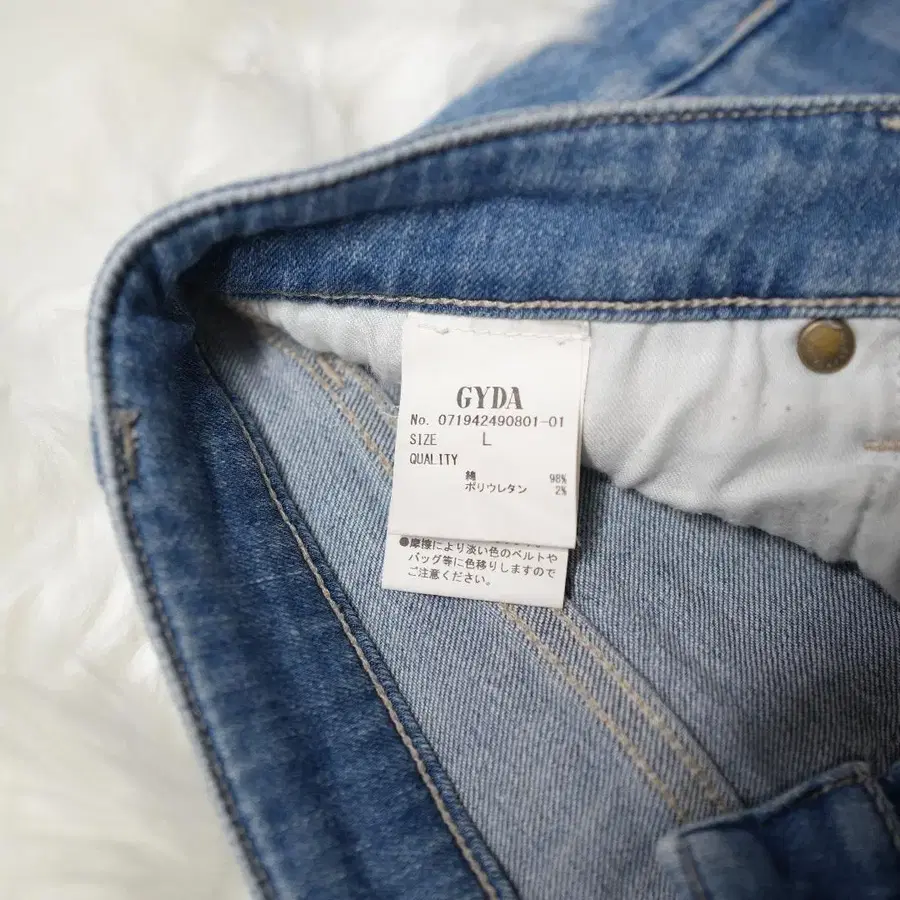 GYDA
No. 071942490801-01
SIZE L
QUALITY
綿 98%
ポリウレタン 2%
●摩擦により淡い色のベルトや
バッグ等に色移りしますので
ご注意ください。